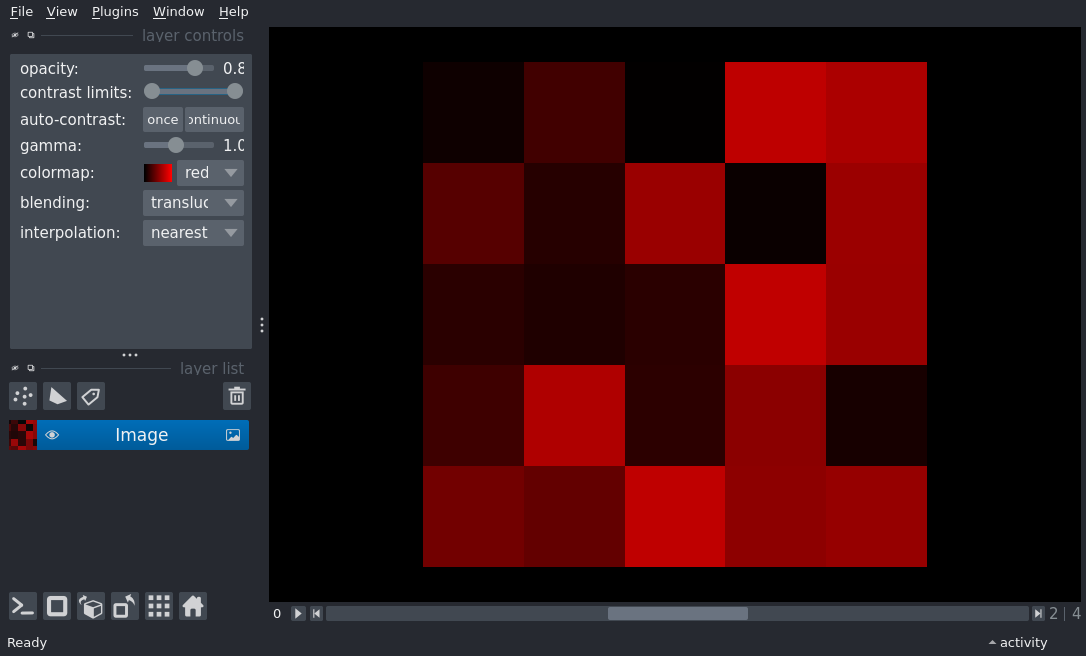 File View Plugins Window Help
layer controls
opacity: 0.8
contrast limits:
auto-contrast: once ontinuou
gamma: 1.0
colormap: red
blending: transluc
interpolation: nearest
layer list
Image
0 2 | 4
Ready activity